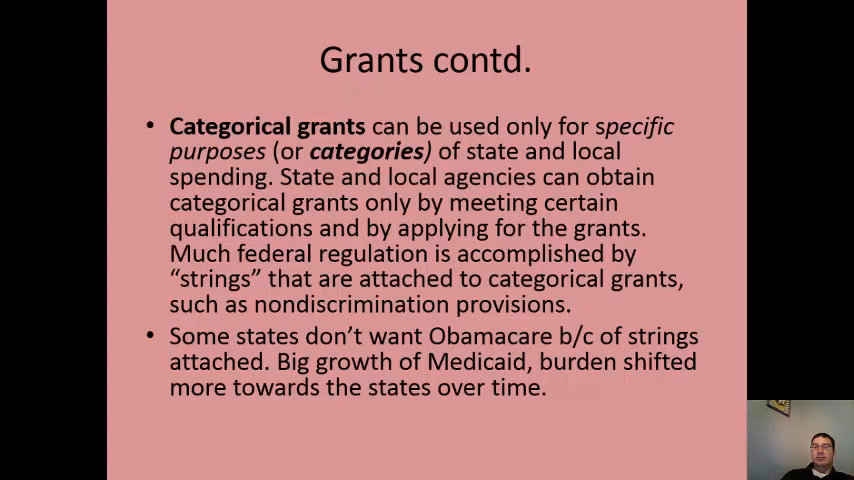 Grants contd.
• Categorical grants can be used only for specific
purposes (or categories) of state and local
spending. State and local agencies can obtain
categorical grants only by meeting certain
qualifications and by applying for the grants.
Much federal regulation is accomplished by
“strings” that are attached to categorical grants,
such as nondiscrimination provisions.
• Some states don’t want Obamacare b/c of strings
attached. Big growth of Medicaid, burden shifted
more towards the states over time.